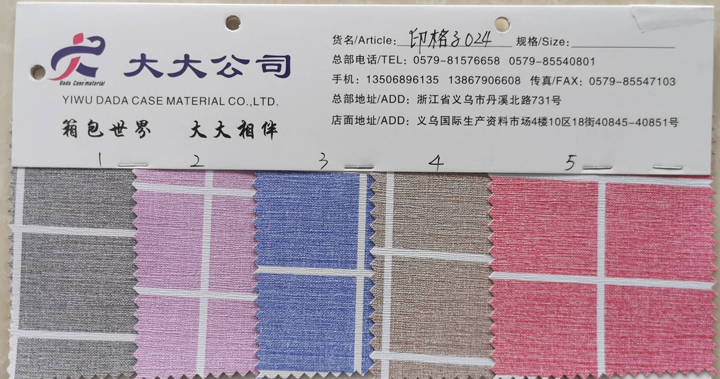 大大公司
Dada Case material
YIWU DADA CASE MATERIAL CO.,LTD.
箱包世界 大大相伴
货名/Article: 印格子024 规格/Size:
总部电话/TEL: 0579-81576658 0579-85540801
手机: 13506896135 13867906608 传真/FAX: 0579-85547103
总部地址/ADD: 浙江省义乌市丹溪北路731号
店面地址/ADD: 义乌国际生产资料市场4楼10区18街40845-40851号
1 2 3 4 5